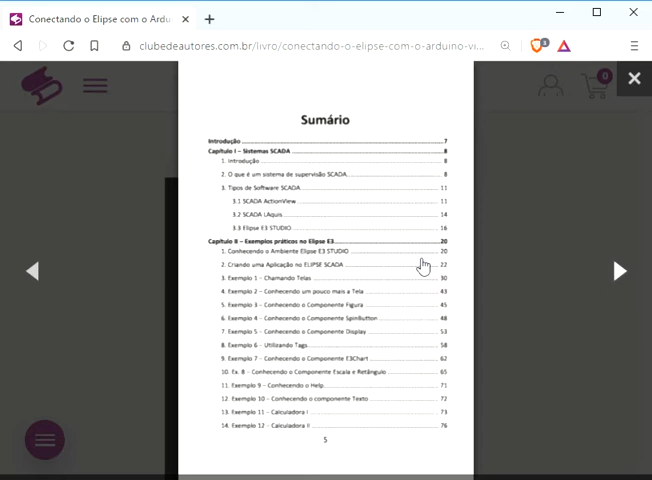 Conectando o Elipse com o Ardu
clubedeautores.com.br/livro/conectando-o-elipse-com-o-arduino-vi...
3
0
Sumário
Introdução 7
Capítulo I – Sistemas SCADA 8
1. Introdução 8
2. O que é um sistema de supervisão SCADA 8
3. Tipos de Software SCADA 11
3.1 SCADA ActionView 11
3.2 SCADA LAquis 14
3.3 Elipse E3 STUDIO 16
Capítulo II – Exemplos práticos no Elipse E3 20
1. Conhecendo o Ambiente Elipse E3 STUDIO 20
2. Criando uma Aplicação no ELIPSE SCADA 22
3. Exemplo 1 – Chamando Telas 30
4. Exemplo 2 – Conhecendo um pouco mais a Tela 43
5. Exemplo 3 – Conhecendo o Componente Figura 45
6. Exemplo 4 – Conhecendo o Componente SpinButton 48
7. Exemplo 5 – Conhecendo o Componente Display 53
8. Exemplo 6 – Utilizando Tags 58
9. Exemplo 7 – Conhecendo o Componente E3Chart 62
10. Ex. 8 – Conhecendo o Componente Escala e Retângulo 65
11. Exemplo 9 – Conhecendo o Help 71
12. Exemplo 10 – Conhecendo o componente Texto 72
13. Exemplo 11 – Calculadora I 73
14. Exemplo 12 – Calculadora II 76
5